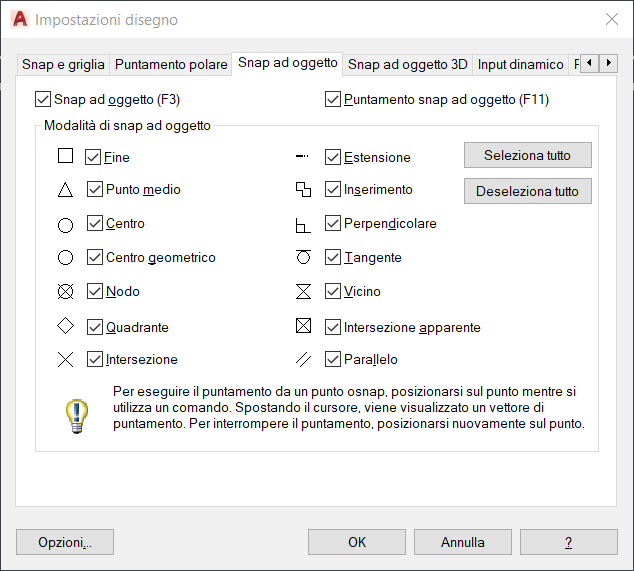 Impostazioni disegno
Snap e griglia Puntamento polare Snap ad oggetto Snap ad oggetto 3D Input dinamico
Snap ad oggetto (F3) Puntamento snap ad oggetto (F11)
Modalità di snap ad oggetto
Fine Estensione Seleziona tutto
Punto medio Inserimento Deseleziona tutto
Centro Perpendicolare
Centro geometrico Tangente
Nodo Vicino
Quadrante Intersezione apparente
Intersezione Parallelo
Per eseguire il puntamento da un punto osnap, posizionarsi sul punto mentre si
utilizza un comando. Spostando il cursore, viene visualizzato un vettore di
puntamento. Per interrompere il puntamento, posizionarsi nuovamente sul punto.
Opzioni... OK Annulla ?